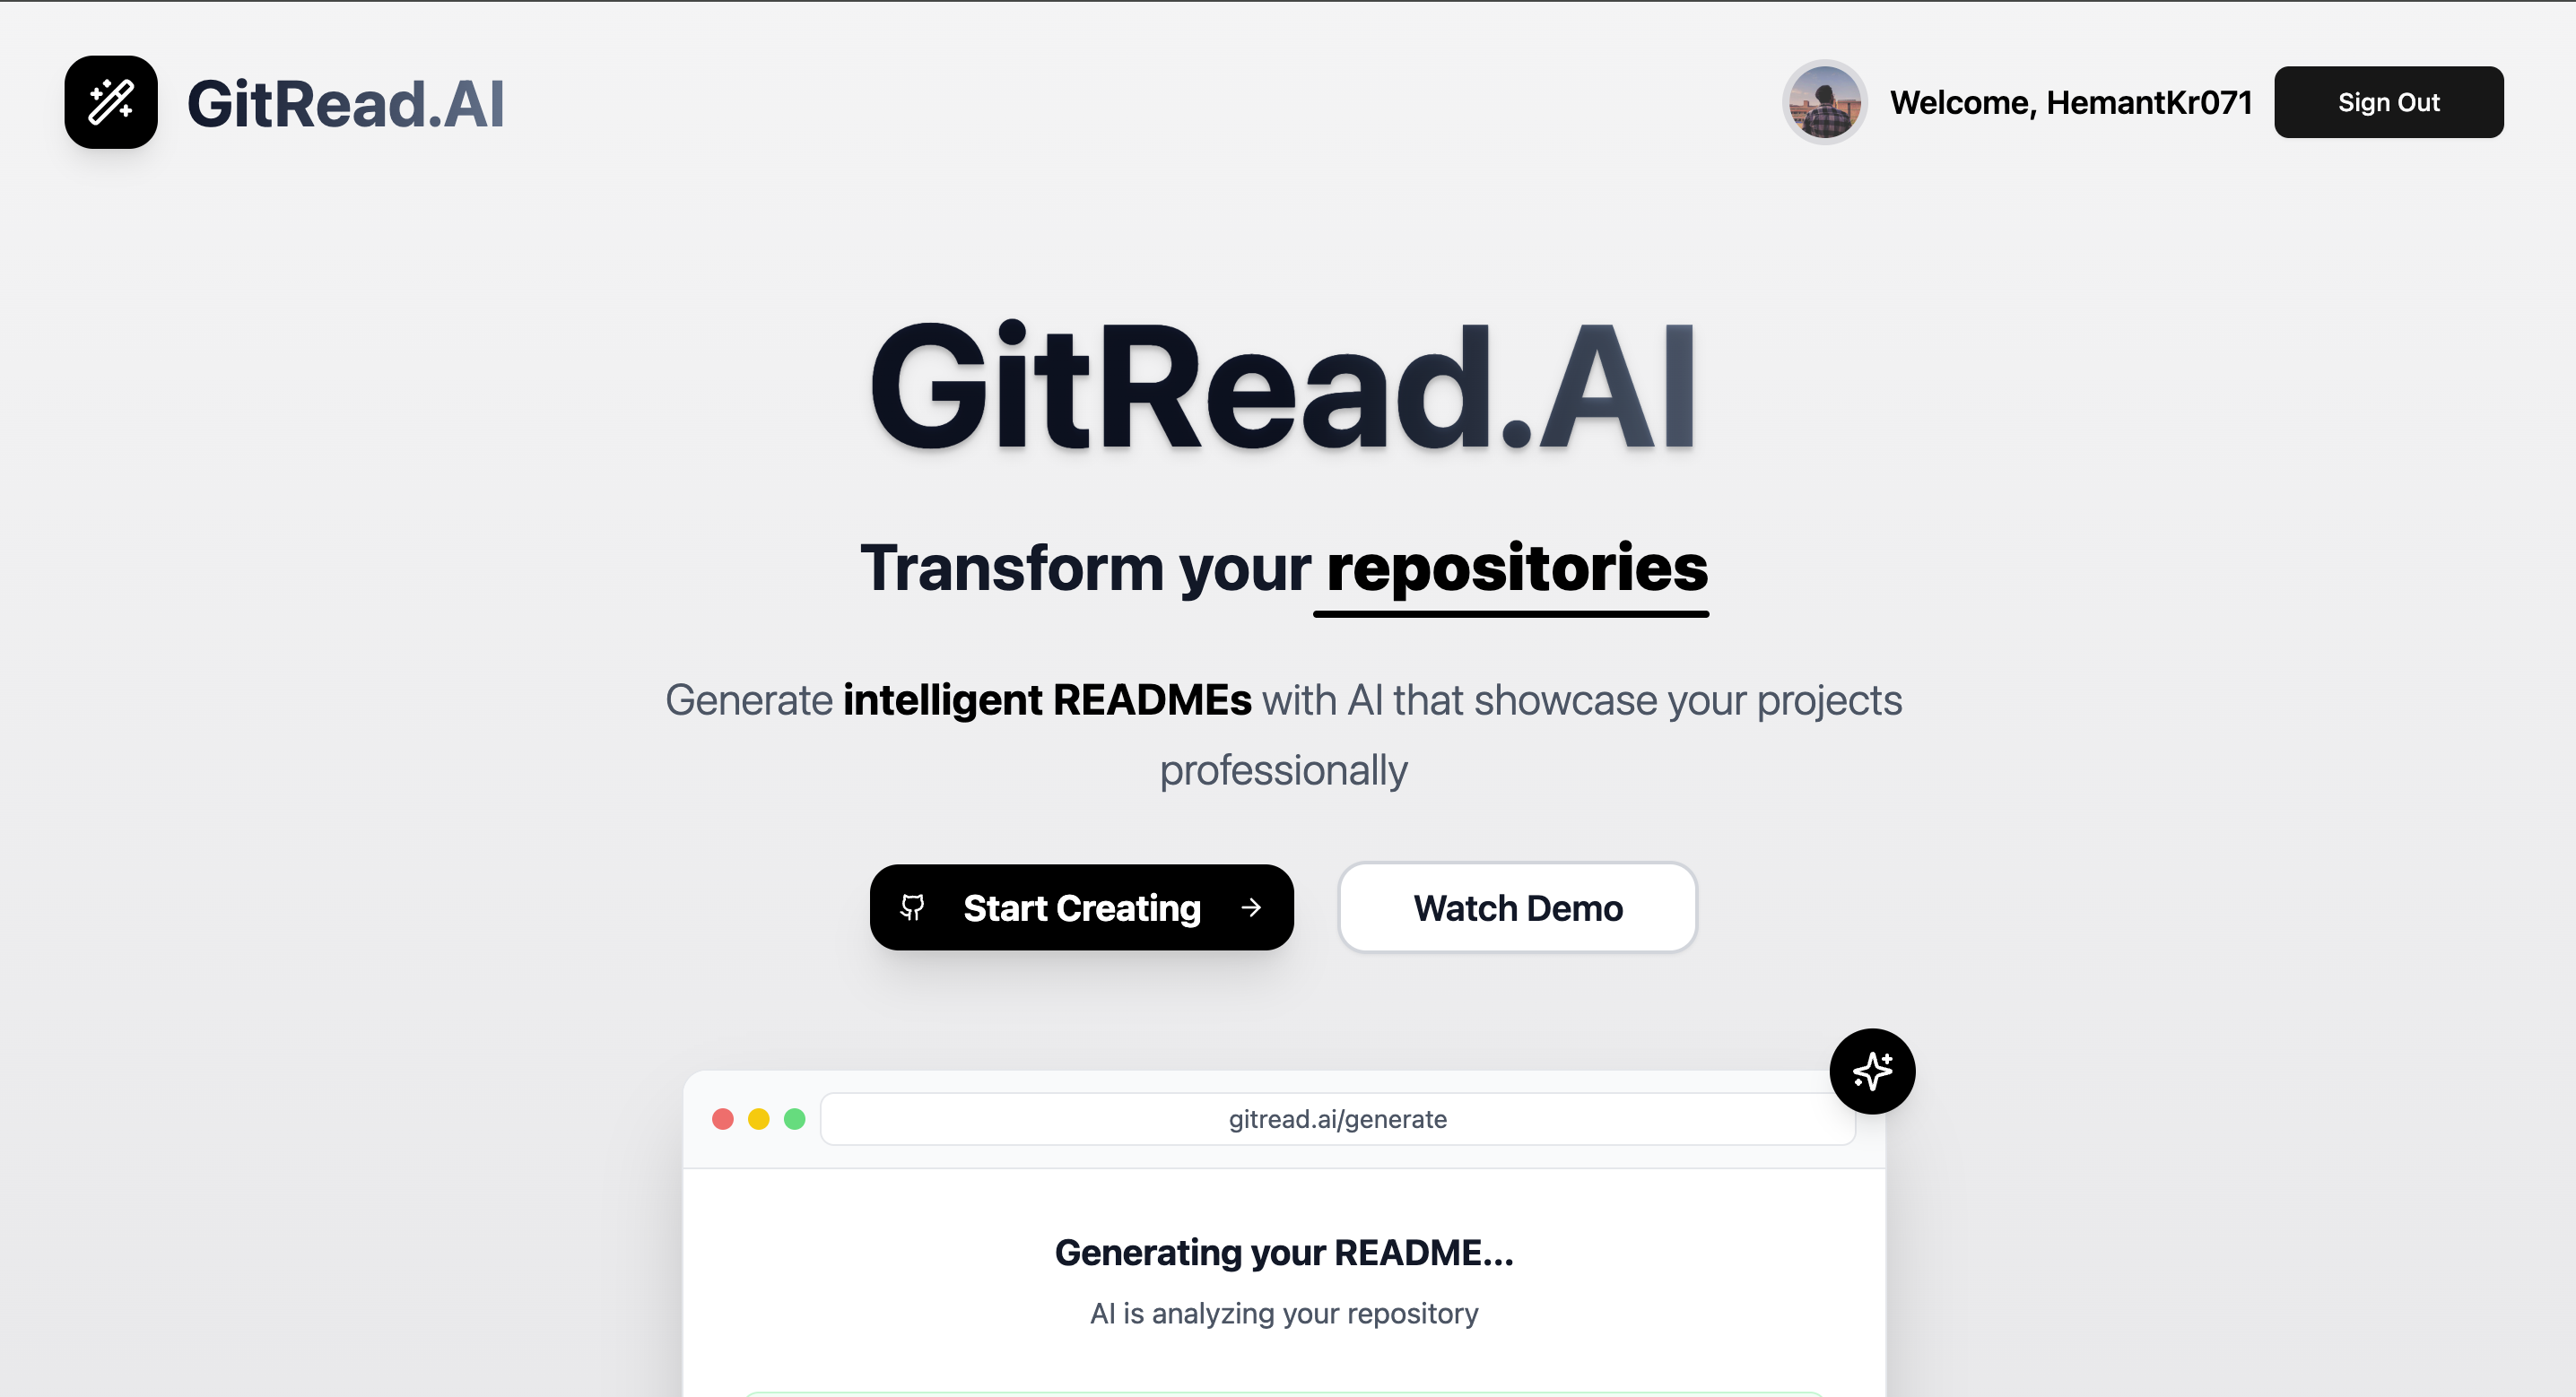 GitRead.AI
Welcome, HemantKr071
Sign Out
GitRead.AI
Transform your repositories
Generate intelligent READMEs with AI that showcase your projects
professionally
Start Creating
Watch Demo
gitread.ai/generate
Generating your README...
AI is analyzing your repository